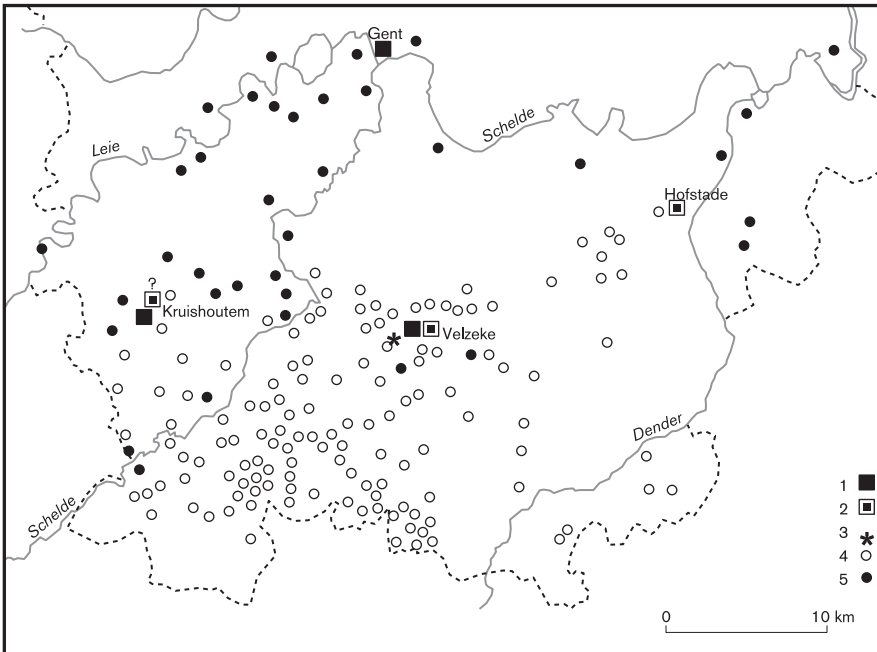 Gent
Schelde
Leie
Hofstade
?
Kruishoutem
Velzeke
Dender
Schelde
1
2
3
4
5
0 10 km